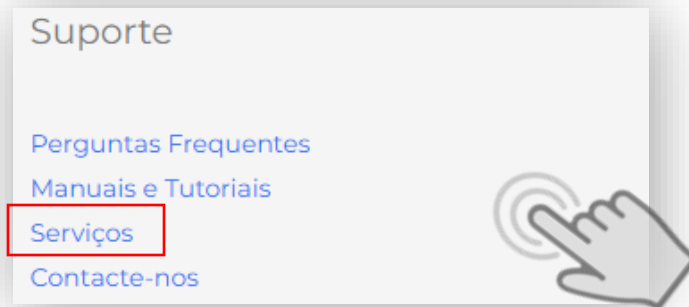 Suporte
Perguntas Frequentes
Manuais e Tutoriais
Serviços
Contacte-nos